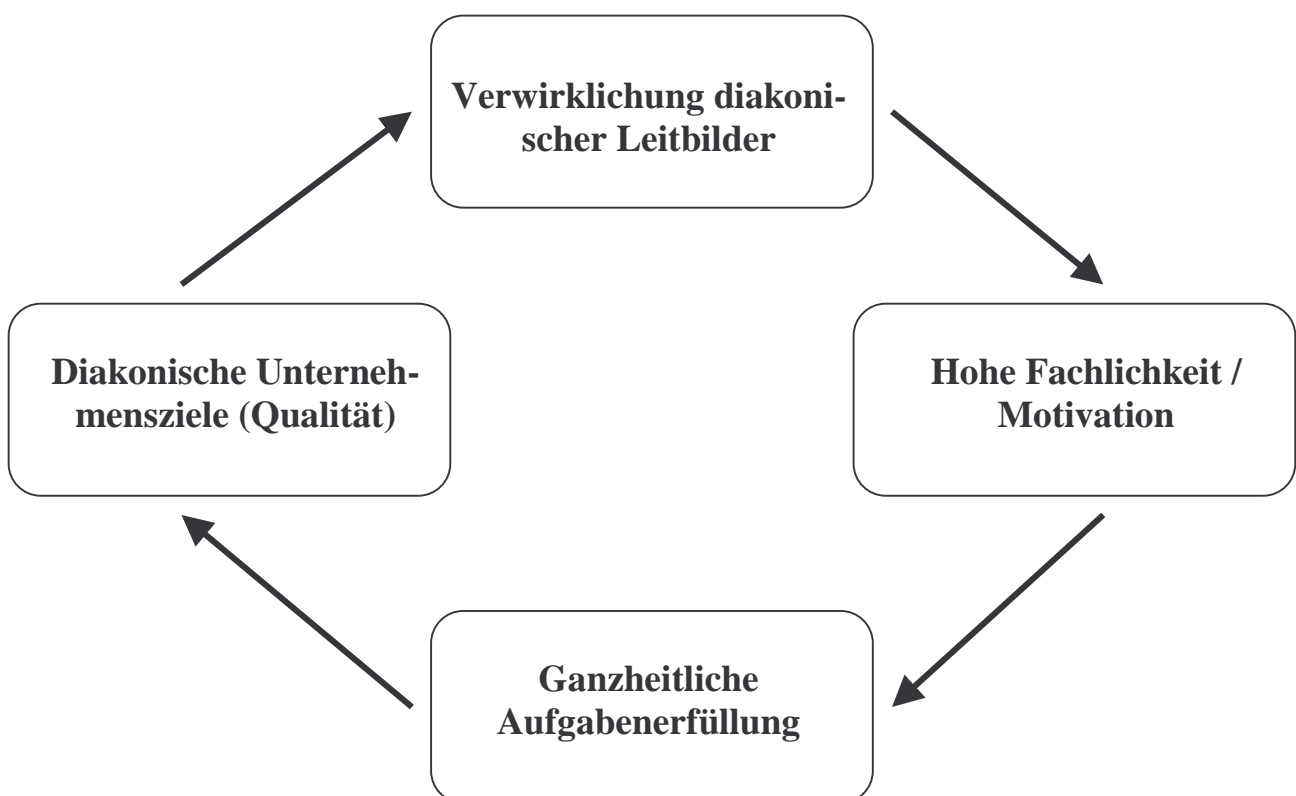 Verwirklichung diakoni-
scher Leitbilder
Diakonische Unterneh-
mensziele (Qualität)
Hohe Fachlichkeit /
Motivation
Ganzheitliche
Aufgabenerfüllung